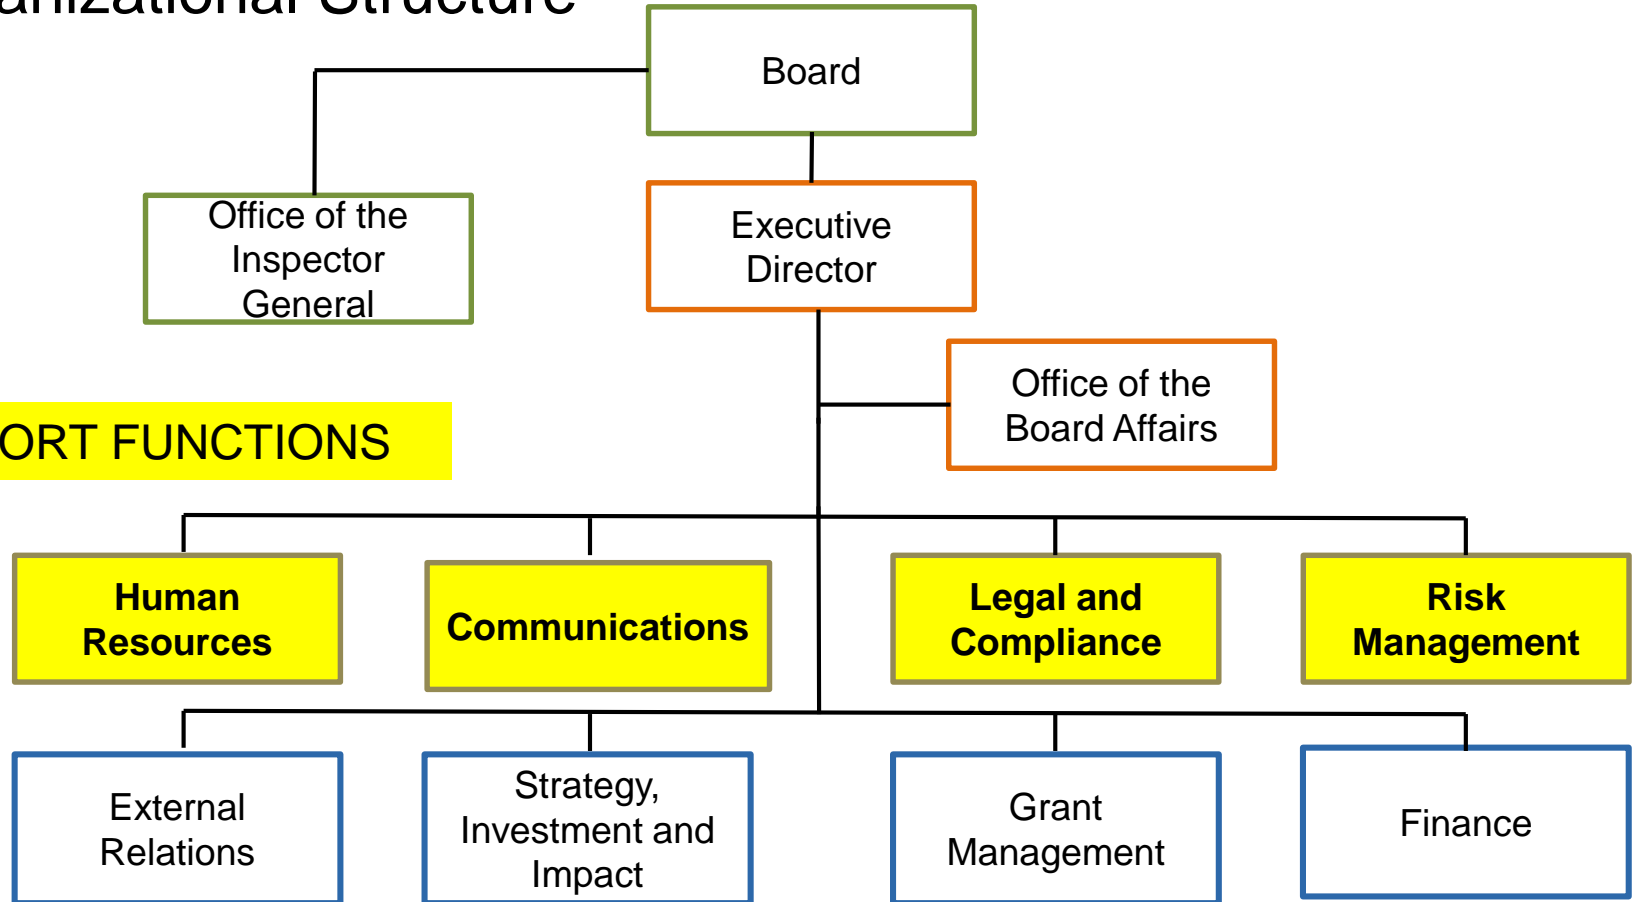 anizational Structure
Board
Office of the
Inspector
General
Executive
Director
Office of the
Board Affairs
ORT FUNCTIONS
Human
Resources
Communications
Legal and
Compliance
Risk
Management
External
Relations
Strategy,
Investment and
Impact
Grant
Management
Finance